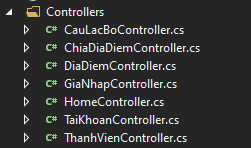 Controllers
C# CauLacBoController.cs
C# ChiaDiaDiemController.cs
C# DiaDiemController.cs
C# GiaNhapController.cs
C# HomeController.cs
C# TaiKhoanController.cs
C# ThanhVienController.cs